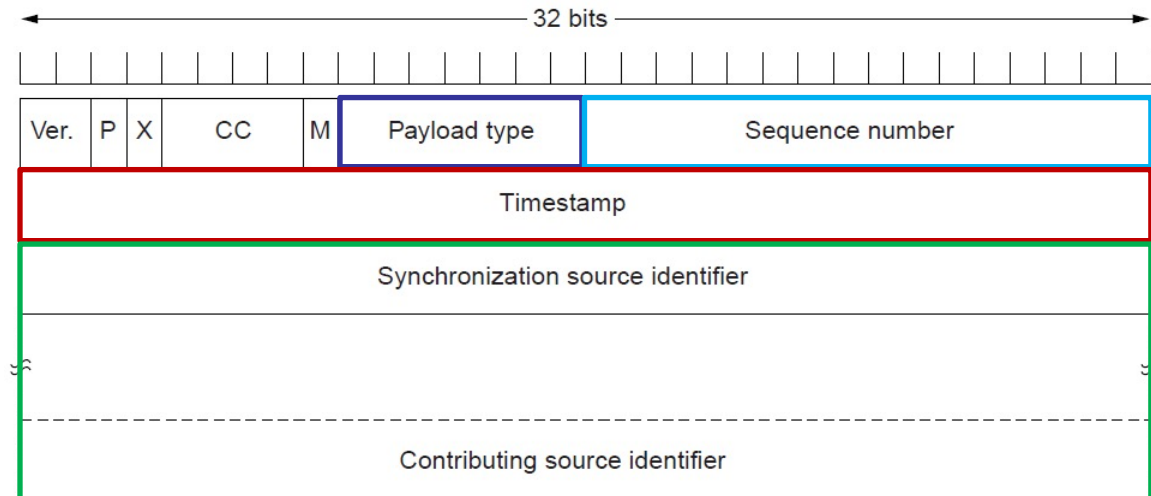 32 bits
Ver. P X CC M Payload type Sequence number
Timestamp
Synchronization source identifier
Contributing source identifier